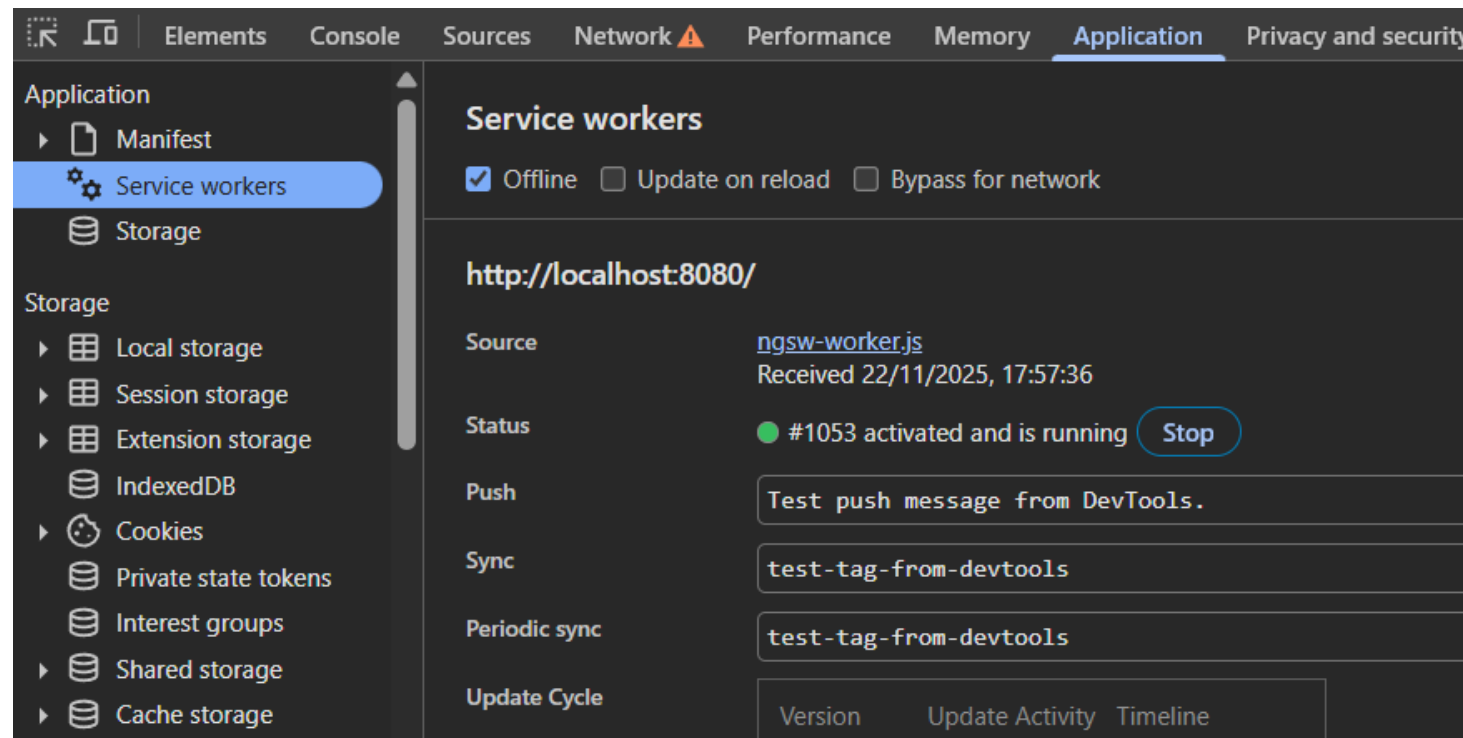 Elements Console Sources Network Performance Memory Application Privacy and security
Application
Manifest
Service workers
Storage
Storage
Local storage
Session storage
Extension storage
IndexedDB
Cookies
Private state tokens
Interest groups
Shared storage
Cache storage
Service workers
Offline Update on reload Bypass for network
http://localhost:8080/
Source ngsw-worker.js
Received 22/11/2025, 17:57:36
Status #1053 activated and is running Stop
Push Test push message from DevTools.
Sync test-tag-from-devtools
Periodic sync test-tag-from-devtools
Update Cycle Version Update Activity Timeline